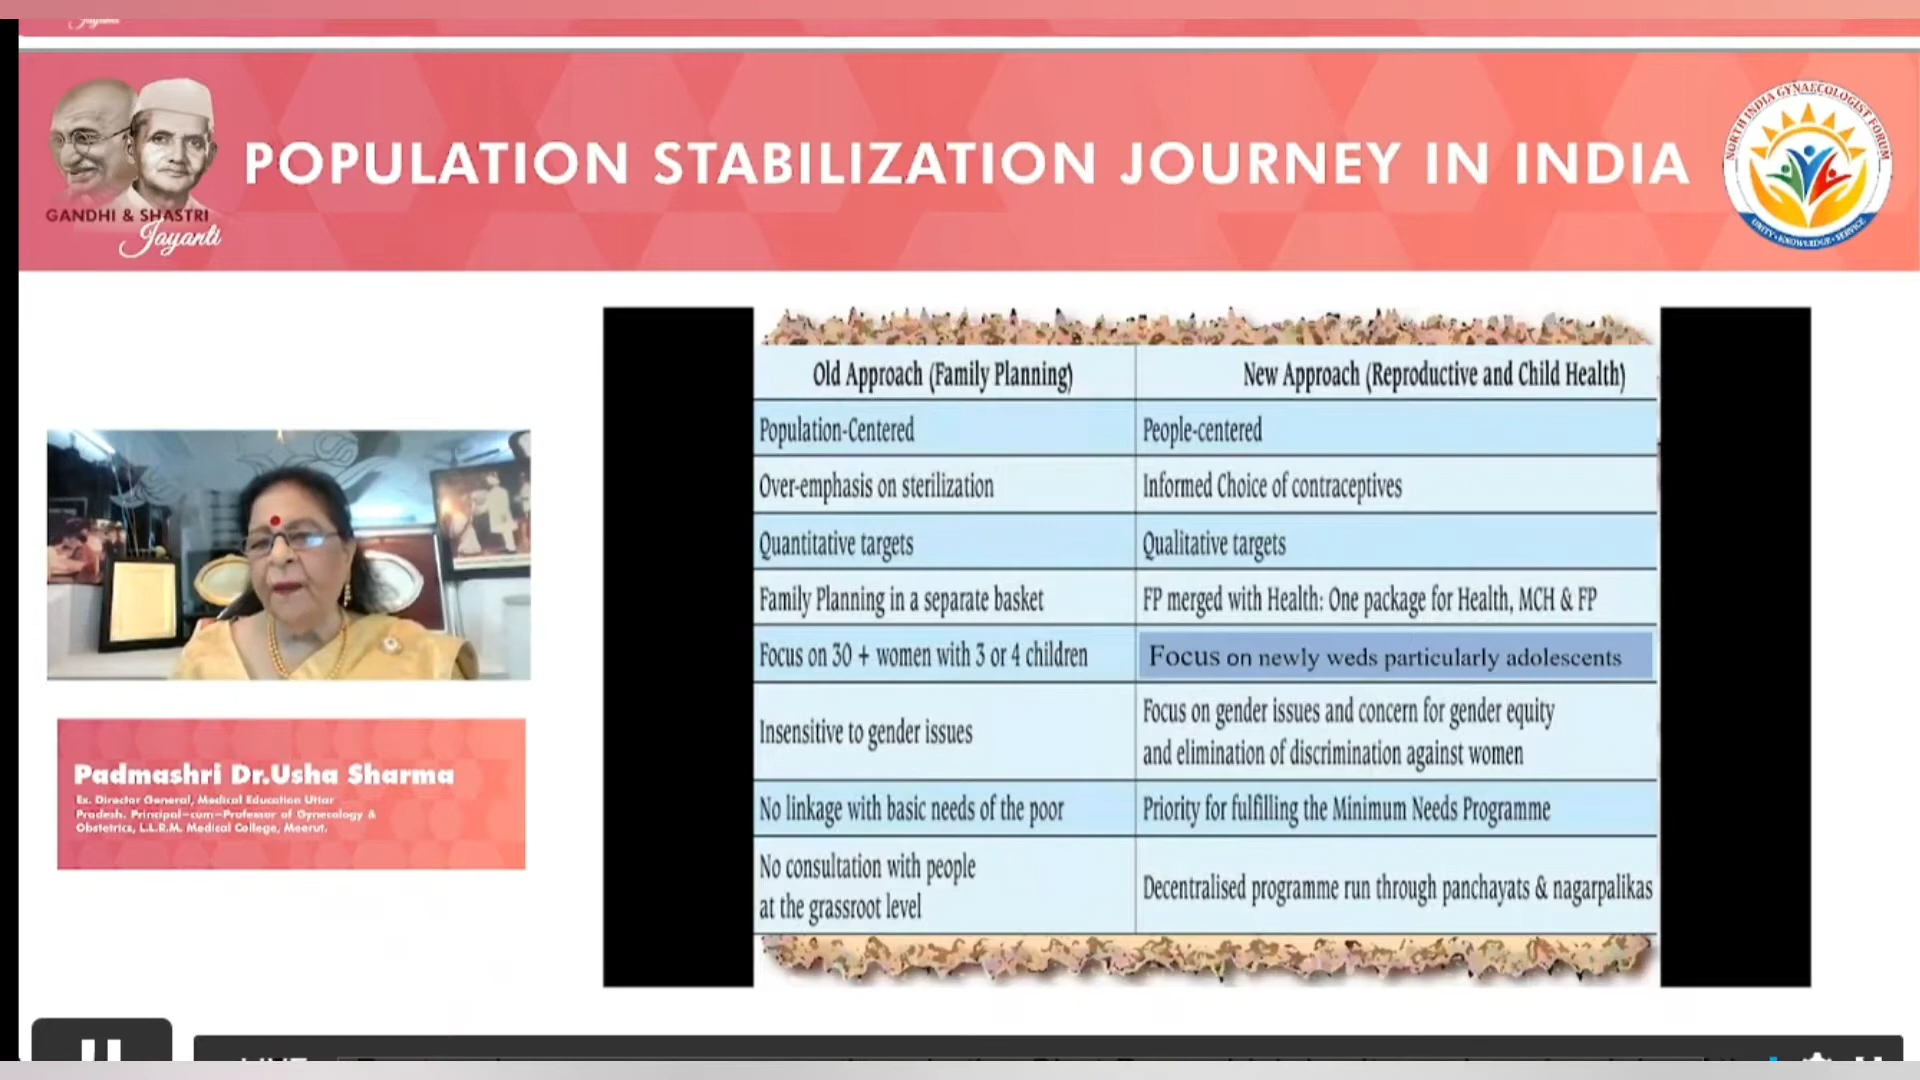 Jayanti
POPULATION STABILIZATION JOURNEY IN INDIA
GANDHI & SHASTRI
Jayanti
NORTH INDIA GYNAECOLOGIST FORUM
UNITY • KNOWLEDGE • SERVICE
Old Approach (Family Planning) New Approach (Reproductive and Child Health)
Population-Centered People-centered
Over-emphasis on sterilization Informed Choice of contraceptives
Quantitative targets Qualitative targets
Family Planning in a separate basket FP merged with Health: One package for Health, MCH & FP
Focus on 30 + women with 3 or 4 children Focus on newly weds particularly adolescents
Insensitive to gender issues Focus on gender issues and concern for gender equity
and elimination of discrimination against women
No linkage with basic needs of the poor Priority for fulfilling the Minimum Needs Programme
No consultation with people
at the grassroot level Decentralised programme run through panchayats & nagarpalikas
Padmashri Dr.Usha Sharma
Ex. Director General, Medical Education Uttar
Pradesh. Principal-cum-Professor of Gynecology &
Obstetrics, L.L.R.M. Medical College, Meerut.
LIVE